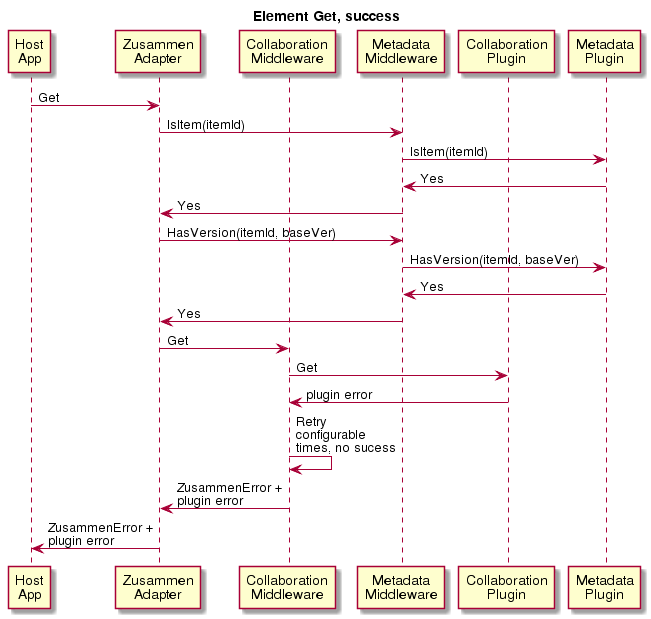 Element Get, success
Host
App
Zusammen
Adapter
Collaboration
Middleware
Metadata
Middleware
Collaboration
Plugin
Metadata
Plugin
Get
IsItem(itemId)
IsItem(itemId)
Yes
Yes
HasVersion(itemId, baseVer)
HasVersion(itemId, baseVer)
Yes
Yes
Get
Get
plugin error
Retry
configurable
times, no sucess
ZusammenError +
plugin error
ZusammenError +
plugin error
Host
App
Zusammen
Adapter
Collaboration
Middleware
Metadata
Middleware
Collaboration
Plugin
Metadata
Plugin